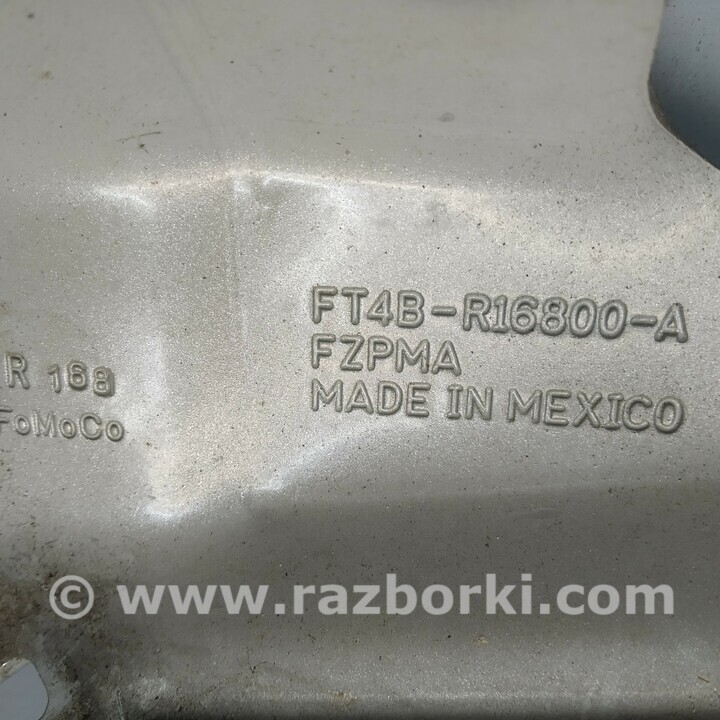 FT4B-R16800-A
FZPMA
MADE IN MEXICO
R 168
FoMoCo
© www.razborki.com